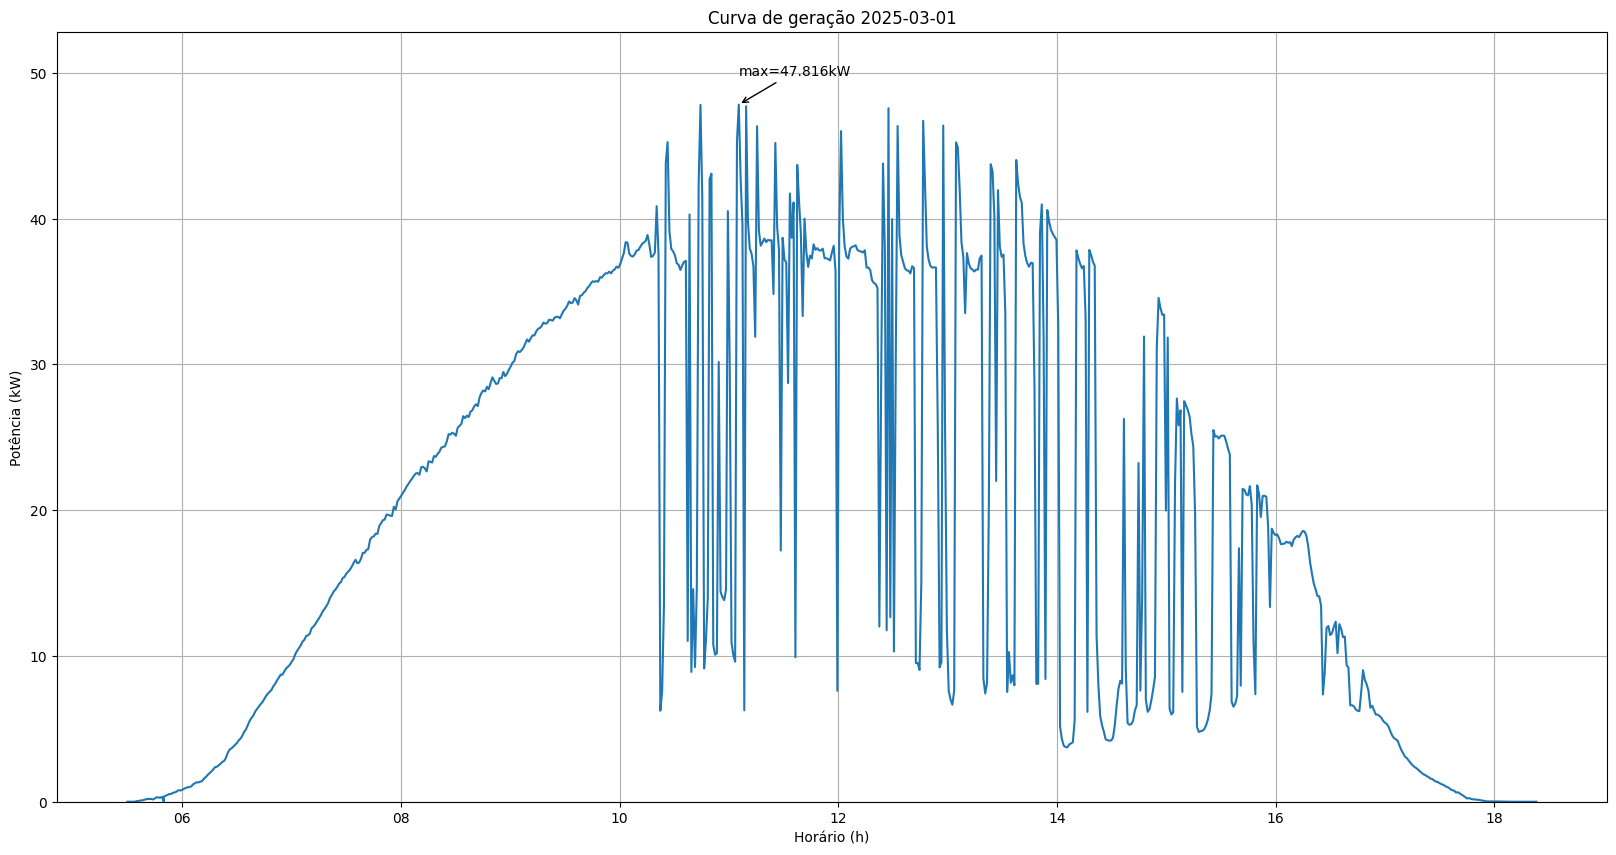 Curva de geração 2025-03-01
max=47.816kW
Potência (kW)
50
40
30
20
10
0
06 08 10 12 14 16 18
Horário (h)